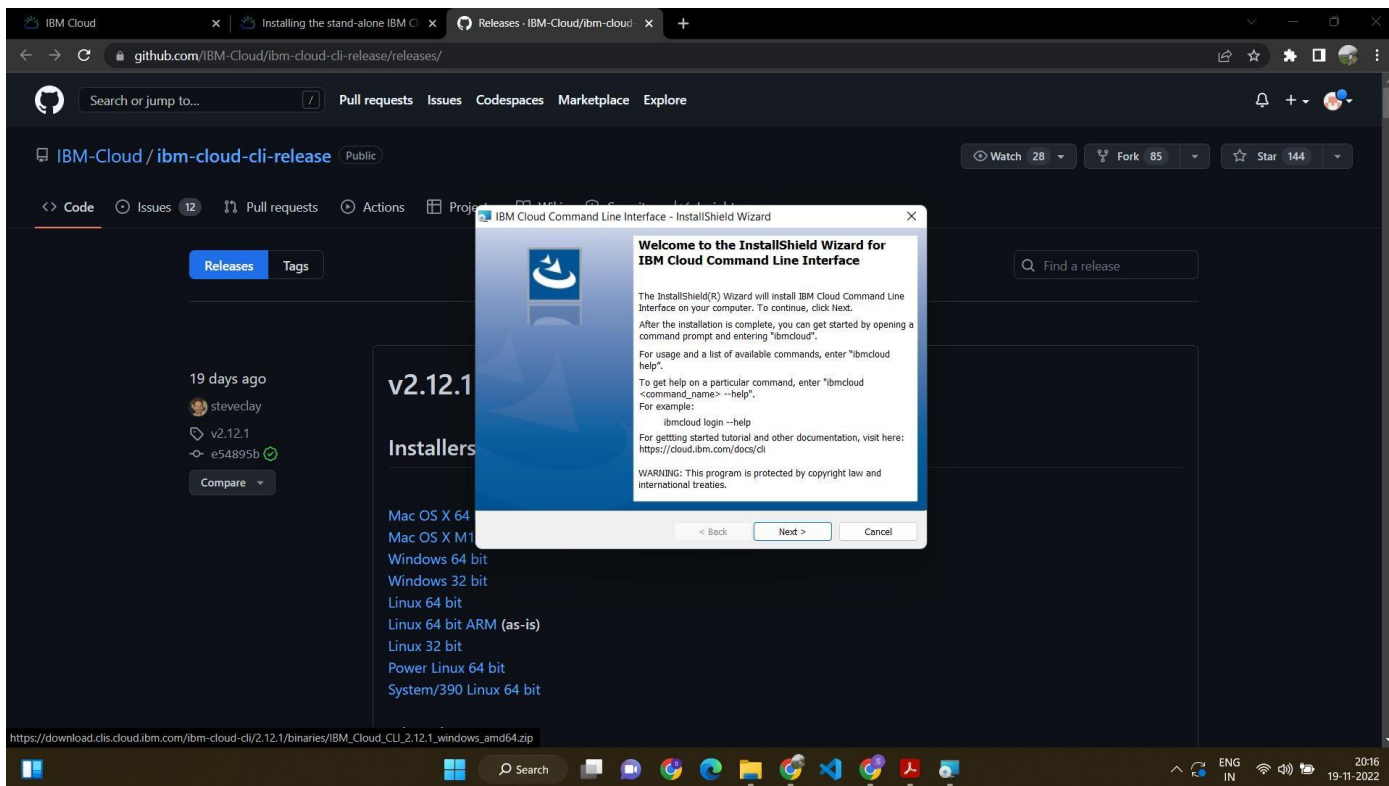 IBM Cloud
Installing the stand-alone IBM Cl
Releases · IBM-Cloud/ibm-cloud-
github.com/IBM-Cloud/ibm-cloud-cli-release/releases/
Search or jump to...
/
Pull requests Issues Codespaces Marketplace Explore
IBM-Cloud / ibm-cloud-cli-release Public
Watch 28 Fork 85 Star 144
<> Code Issues 12 Pull requests Actions
IBM Cloud Command Line Interface - InstallShield Wizard
Releases Tags
Find a release
Welcome to the InstallShield Wizard for
IBM Cloud Command Line Interface
The InstallShield(R) Wizard will install IBM Cloud Command Line
Interface on your computer. To continue, click Next.
After the installation is complete, you can get started by opening a
command prompt and entering "ibmcloud".
For usage and a list of available commands, enter "ibmcloud
help".
To get help on a particular command, enter "ibmcloud
<command_name> --help".
For example:
ibmcloud login --help
For gettting started tutorial and other documentation, visit here:
https://cloud.ibm.com/docs/cli
WARNING: This program is protected by copyright law and
international treaties.
< Back Next > Cancel
19 days ago
steveclay
v2.12.1
e54895b
Compare
v2.12.1
Installers
Mac OS X 64
Mac OS X M1
Windows 64 bit
Windows 32 bit
Linux 64 bit
Linux 64 bit ARM (as-is)
Linux 32 bit
Power Linux 64 bit
System/390 Linux 64 bit
https://download.clis.cloud.ibm.com/ibm-cloud-cli/2.12.1/binaries/IBM_Cloud_CLI_2.12.1_windows_amd64.zip
Search
ENG
IN
20:16
19-11-2022